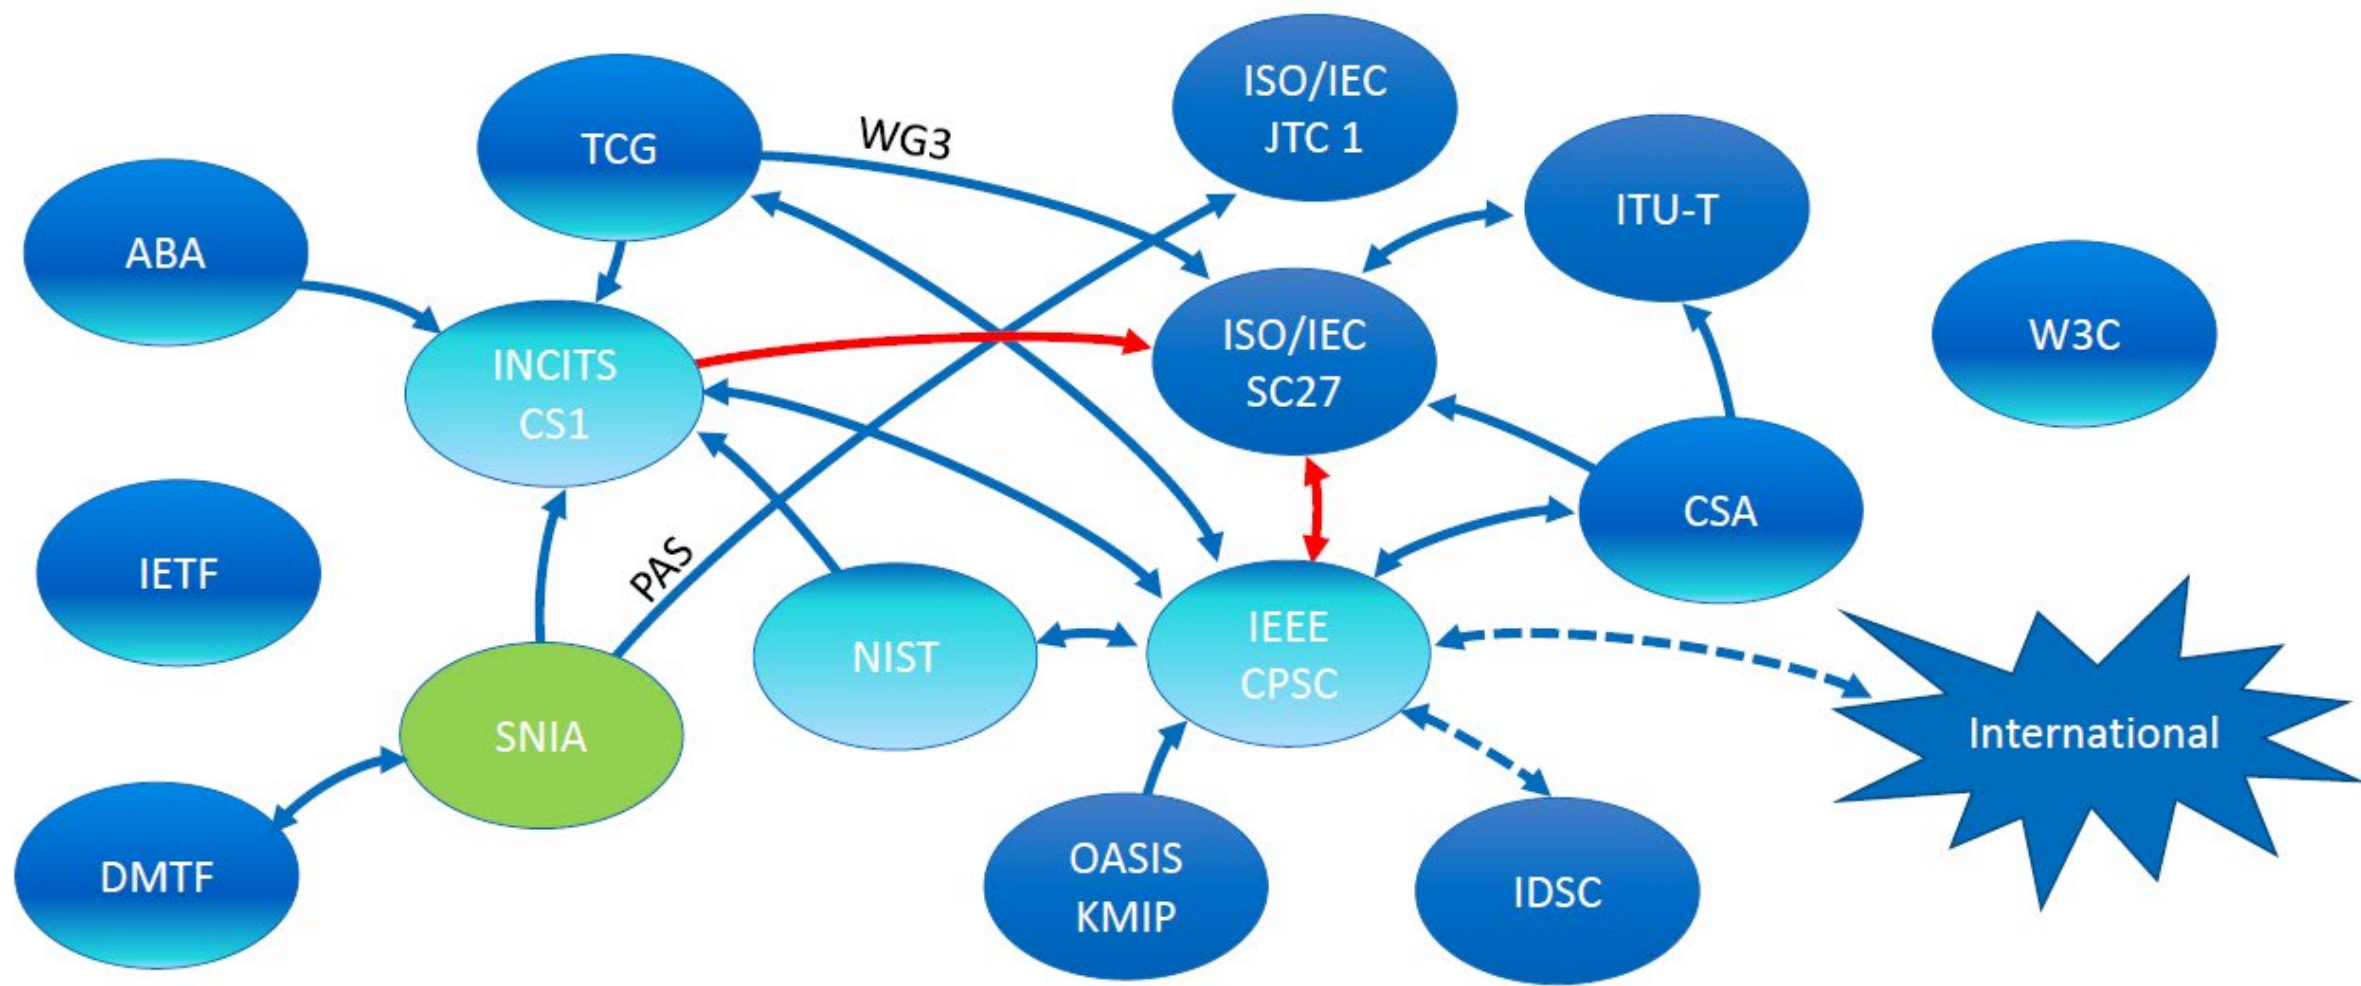 ISO/IEC
JTC 1
TCG
WG3
ITU-T
ABA
ISO/IEC
SC27
W3C
INCITS
CS1
CSA
IETF
PAS
NIST
IEEE
CPSC
SNIA
International
DMTF
OASIS
KMIP
IDSC